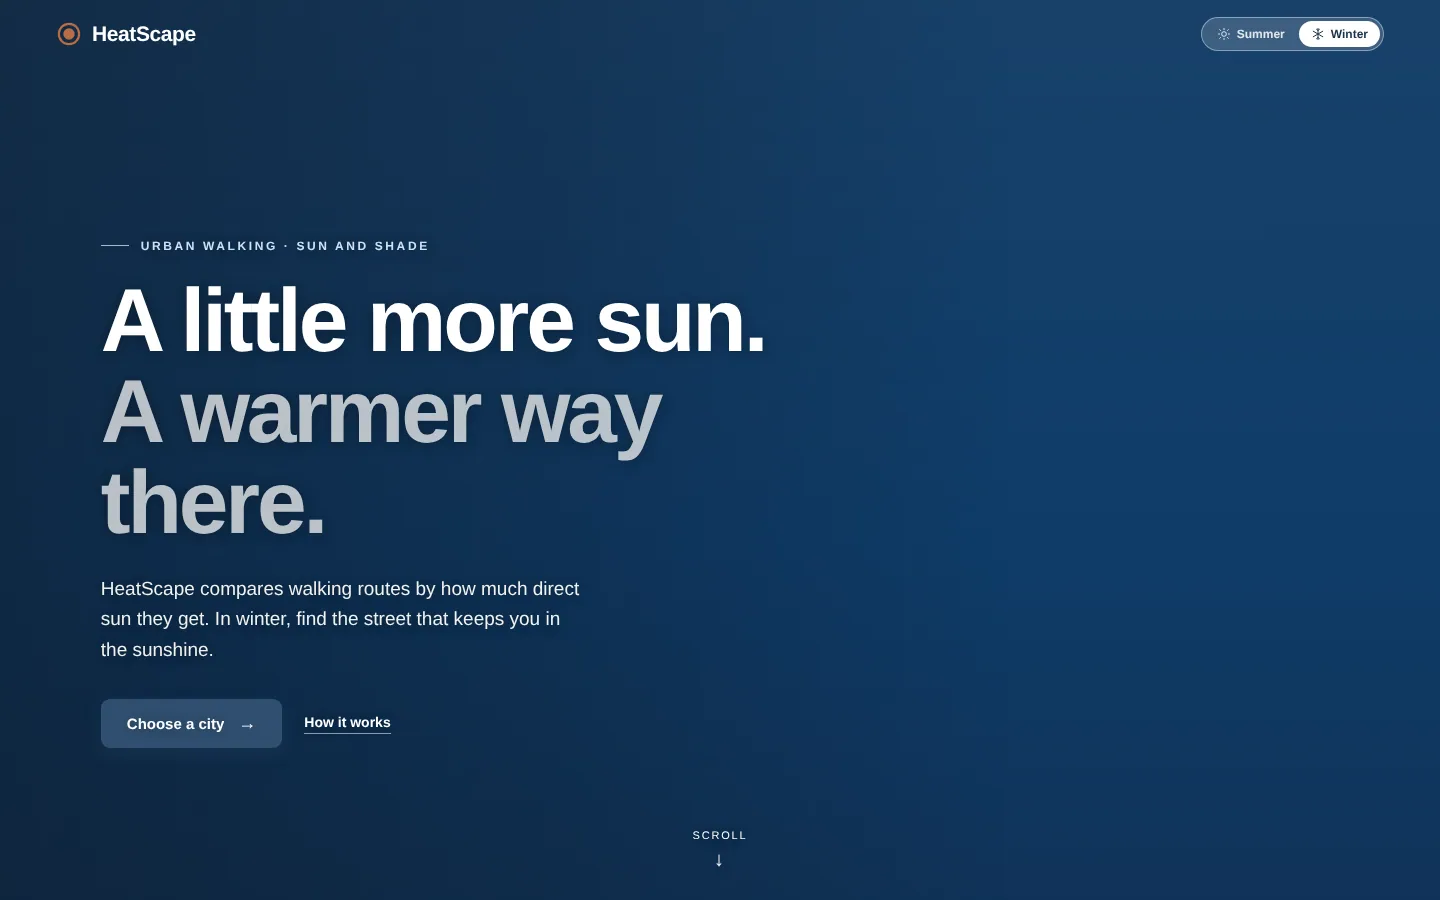 HeatScape
Summer
Winter
URBAN WALKING · SUN AND SHADE
A little more sun.
A warmer way
there.
HeatScape compares walking routes by how much direct
sun they get. In winter, find the street that keeps you in
the sunshine.
Choose a city →
How it works
SCROLL
↓